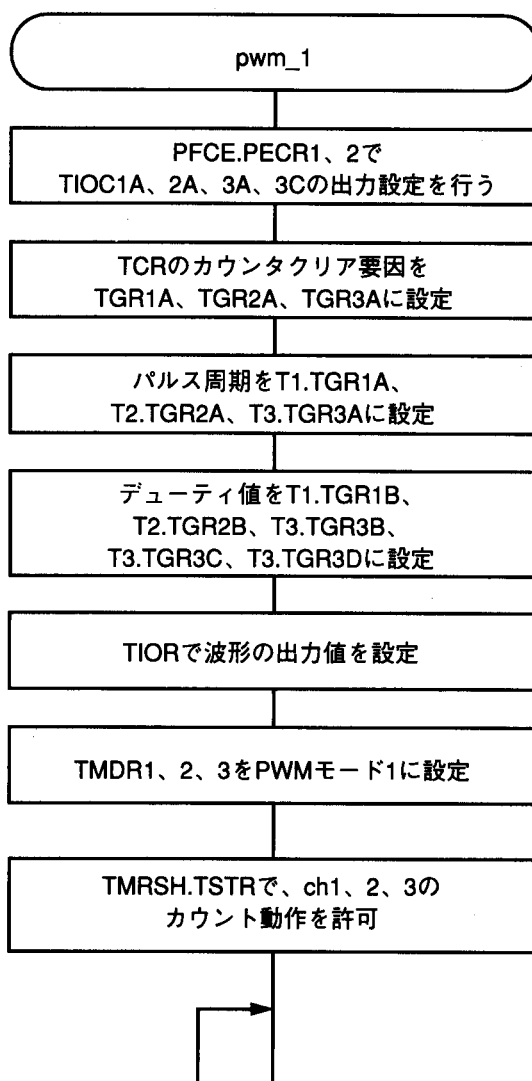 pwm_1
PFCE.PECR1、2で
TIOC1A、2A、3A、3Cの出力設定を行う
TCRのカウンタクリア要因を
TGR1A、TGR2A、TGR3Aに設定
パルス周期をT1.TGR1A、
T2.TGR2A、T3.TGR3Aに設定
デューティ値をT1.TGR1B、
T2.TGR2B、T3.TGR3B、
T3.TGR3C、T3.TGR3Dに設定
TIORで波形の出力値を設定
TMDR1、2、3をPWMモード1に設定
TMRSH.TSTRで、ch1、2、3の
カウント動作を許可